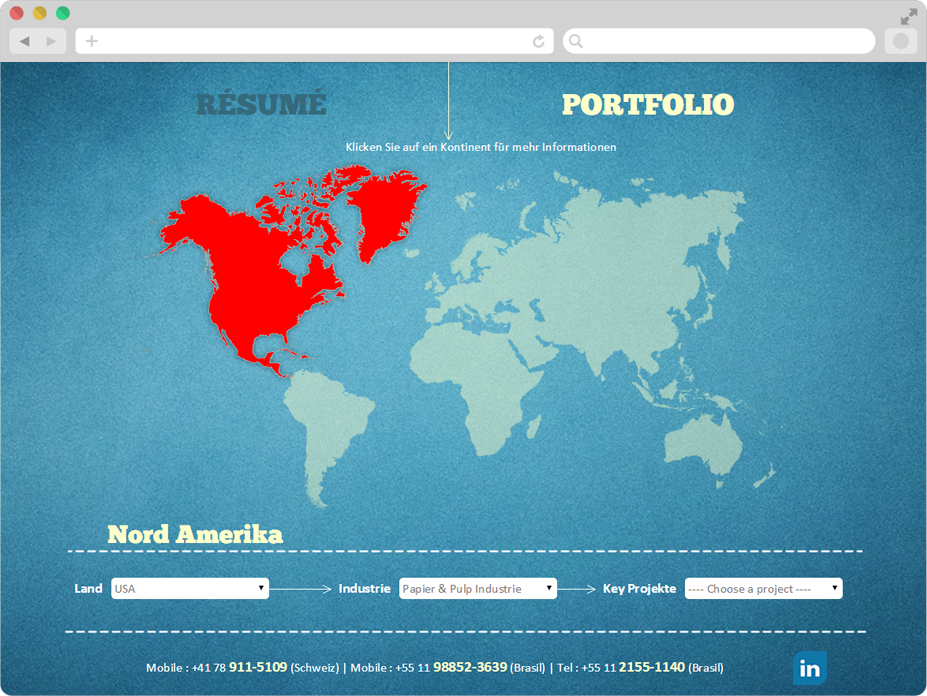 RÉSUMÉ
PORTFOLIO
Klicken Sie auf ein Kontinent für mehr Informationen
Nord Amerika
Land USA Industrie Papier & Pulp Industrie Key Projekte ---- Choose a project ----
Mobile : +41 78 911-5109 (Schweiz) | Mobile : +55 11 98852-3639 (Brasil) | Tel : +55 11 2155-1140 (Brasil)
in